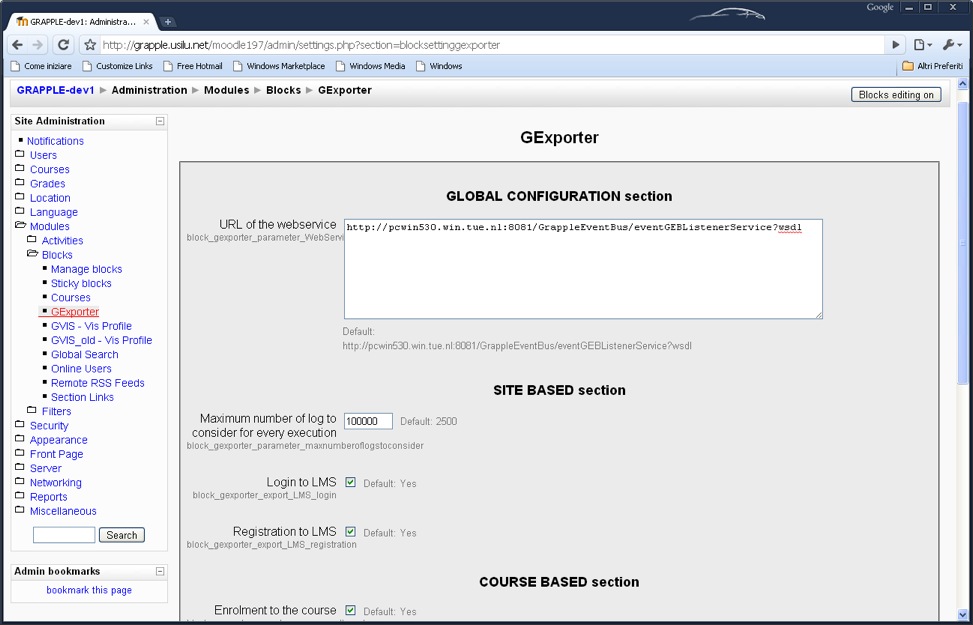 GRAPPLE-dev1: Administra...
Google
http://grapple.usilu.net/moodle197/admin/settings.php?section=blocksettinggexporter
Come iniziare Customize Links Free Hotmail Windows Marketplace Windows Media Windows Altri Preferiti
GRAPPLE-dev1 ► Administration ► Modules ► Blocks ► GExporter
Blocks editing on
Site Administration
Notifications
Users
Courses
Grades
Location
Language
Modules
Activities
Blocks
Manage blocks
Sticky blocks
Courses
GExporter
GVIS - Vis Profile
GVIS_old - Vis Profile
Global Search
Online Users
Remote RSS Feeds
Section Links
Filters
Security
Appearance
Front Page
Server
Networking
Reports
Miscellaneous
Search
Admin bookmarks
bookmark this page
GExporter
GLOBAL CONFIGURATION section
URL of the webservice
block_gexporter_parameter_WebServi
http://pcwin530.win.tue.nl:8081/GrappleEventBus/eventGEBListenerService?wsdl
Default:
http://pcwin530.win.tue.nl:8081/GrappleEventBus/eventGEBListenerService?wsdl
SITE BASED section
Maximum number of log to
consider for every execution
block_gexporter_parameter_maxnumberoflogstoconsider
100000 Default: 2500
Login to LMS
block_gexporter_export_LMS_login
Default: Yes
Registration to LMS
block_gexporter_export_LMS_registration
Default: Yes
COURSE BASED section
Enrolment to the course
Default: Yes